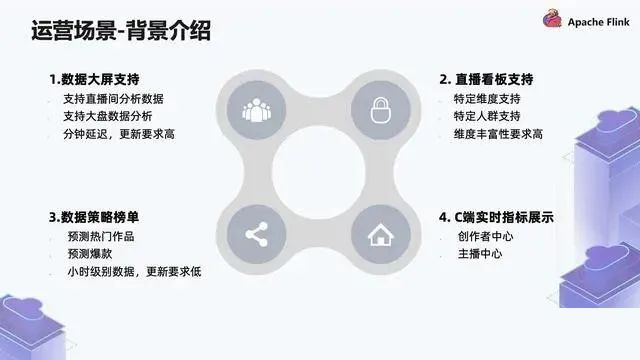 运营场景-背景介绍
Apache Flink
1.数据大屏支持
支持直播间分析数据
支持大盘数据分析
分钟延迟，更新要求高
2. 直播看板支持
特定维度支持
特定人群支持
维度丰富性要求高
3.数据策略榜单
预测热门作品
预测爆款
小时级别数据，更新要求低
4. C端实时指标展示
创作者中心
主播中心